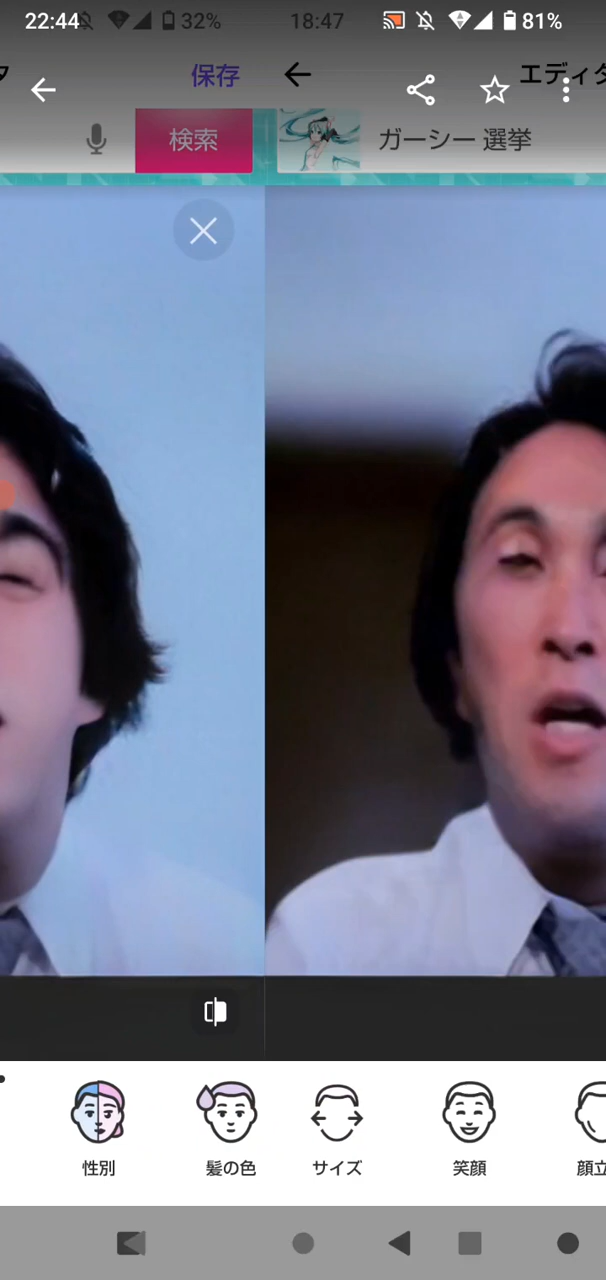 22:44 32% 18:47 81%
保存 エディタ
検索 ガーシー 選挙
性別 髪の色 サイズ 笑顔 顔立